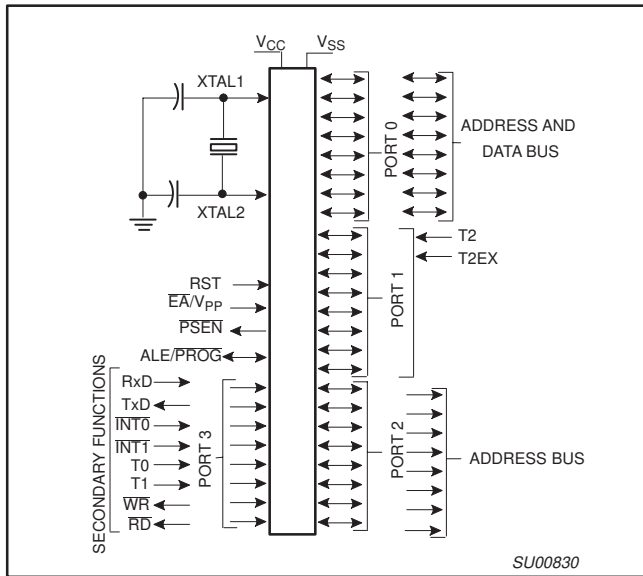 VCC VSS
XTAL1
PORT 0
ADDRESS AND
DATA BUS
XTAL2
T2
T2EX
PORT 1
RST
EA/VPP
PSEN
ALE/PROG
SECONDARY FUNCTIONS
RxD
TxD
INT0
INT1
T0
T1
WR
RD
PORT 3
PORT 2
ADDRESS BUS
SU00830